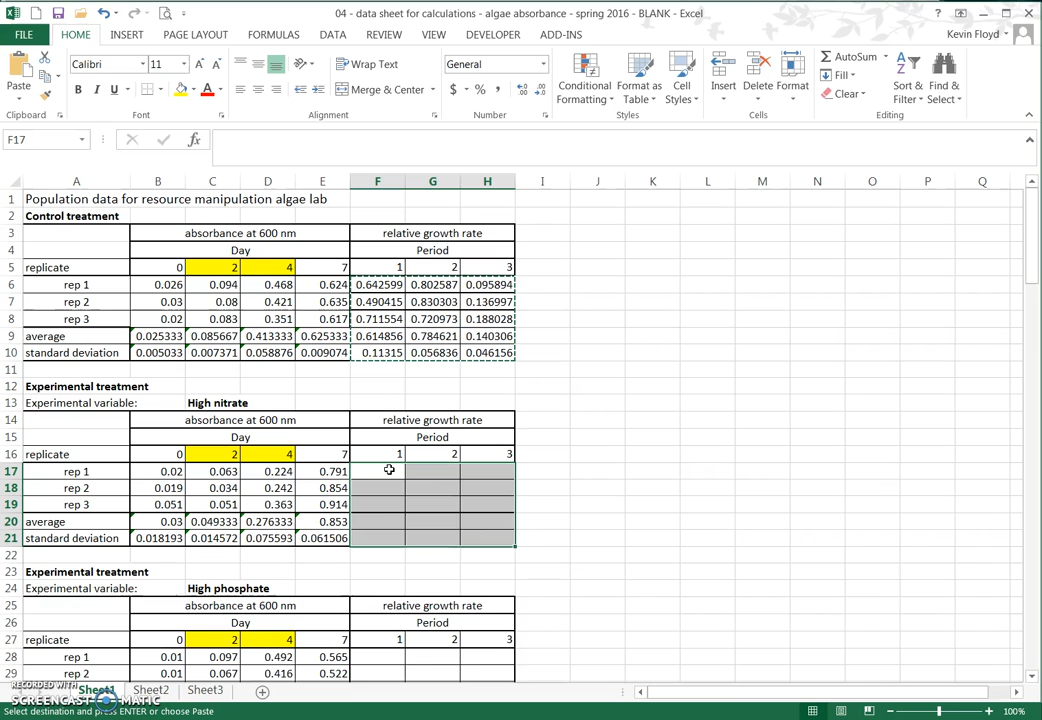 04 - data sheet for calculations - algae absorbance - spring 2016 - BLANK - Excel
FILE HOME INSERT PAGE LAYOUT FORMULAS DATA REVIEW VIEW DEVELOPER ADD-INS Kevin Floyd
Paste Calibri 11 Wrap Text General Conditional Formatting Format as Table Cell Styles Insert Delete Format AutoSum Sort & Filter Find & Select
B I U Merge & Center $ % , Fill
Clear
Clipboard Font Alignment Number Styles Cells Editing
F17 fx
A B C D E F G H I J K L M N O P Q
1 Population data for resource manipulation algae lab
2 Control treatment
3 absorbance at 600 nm relative growth rate
4 Day Period
5 replicate 0 2 4 7 1 2 3
6 rep 1 0.026 0.094 0.468 0.624 0.642599 0.802587 0.095894
7 rep 2 0.03 0.08 0.421 0.635 0.490415 0.830303 0.136997
8 rep 3 0.02 0.083 0.351 0.617 0.711554 0.720973 0.188028
9 average 0.025333 0.085667 0.413333 0.625333 0.614856 0.784621 0.140306
10 standard deviation 0.005033 0.007371 0.058876 0.009074 0.11315 0.056836 0.046156
11
12 Experimental treatment
13 Experimental variable: High nitrate
14 absorbance at 600 nm relative growth rate
15 Day Period
16 replicate 0 2 4 7 1 2 3
17 rep 1 0.02 0.063 0.224 0.791
18 rep 2 0.019 0.034 0.242 0.854
19 rep 3 0.051 0.051 0.363 0.914
20 average 0.03 0.049333 0.276333 0.853
21 standard deviation 0.018193 0.014572 0.075593 0.061506
22
23 Experimental treatment
24 Experimental variable: High phosphate
25 absorbance at 600 nm relative growth rate
26 Day Period
27 replicate 0 2 4 7 1 2 3
28 rep 1 0.01 0.097 0.492 0.565
29 rep 2 0.01 0.067 0.416 0.522
RECORDED WITH
SCREENCAST MATIC
Sheet1 Sheet2 Sheet3
Select destination and press ENTER or choose Paste 100%